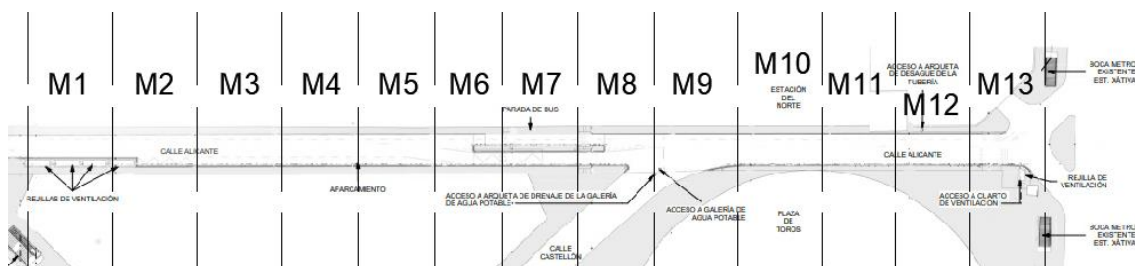 M1
M2
M3
M4
M5
M6
M7
M8
M9
M10
M11
M12
M13
ACCESO A ARQUETA
DE DESAGUE DE LA
TUBERÍA
BOCA METRO
EXISTENTE
EST. XÀTIVA
ESTACIÓN
DEL
NORTE
PARADA DE BUS
CALLE ALICANTE
CALLE ALICANTE
REJILLAS DE VENTILACIÓN
AFARCAMIENTO
ACCESO A ARQUETA DE DRENAJE DE LA GALERÍA
DE AGUA POTABLE
ACCESO A GALERÍA DE
AGUA POTABLE
PLAZA
DE
TOROS
ACCESO A CUARTO
DE VENTILACION
REJILLA DE
VENTILACIÓN
CALLE
CASTELLÓN
BOCA METRO
EXISTENTE
EST. XÀTIVA